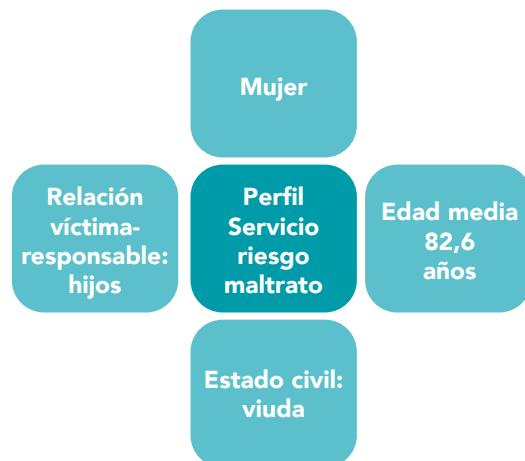 Mujer
Relación
víctima-
responsable:
hijos
Perfil
Servicio
riesgo
maltrato
Edad media
82,6
años
Estado civil:
viuda